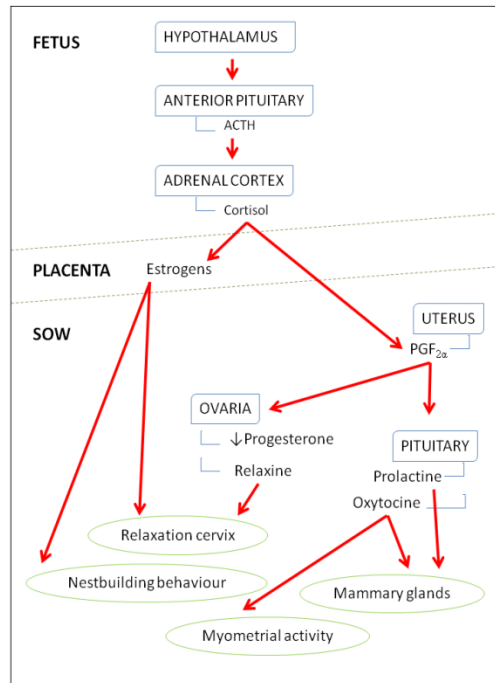 FETUS
HYPOTHALAMUS
ANTERIOR PITUITARY
ACTH
ADRENAL CORTEX
Cortisol
PLACENTA
Estrogens
SOW
UTERUS
PGF2α
OVARIA
↓Progesterone
Relaxine
PITUITARY
Prolactine
Oxytocine
Relaxation cervix
Nestbuilding behaviour
Mammary glands
Myometrial activity